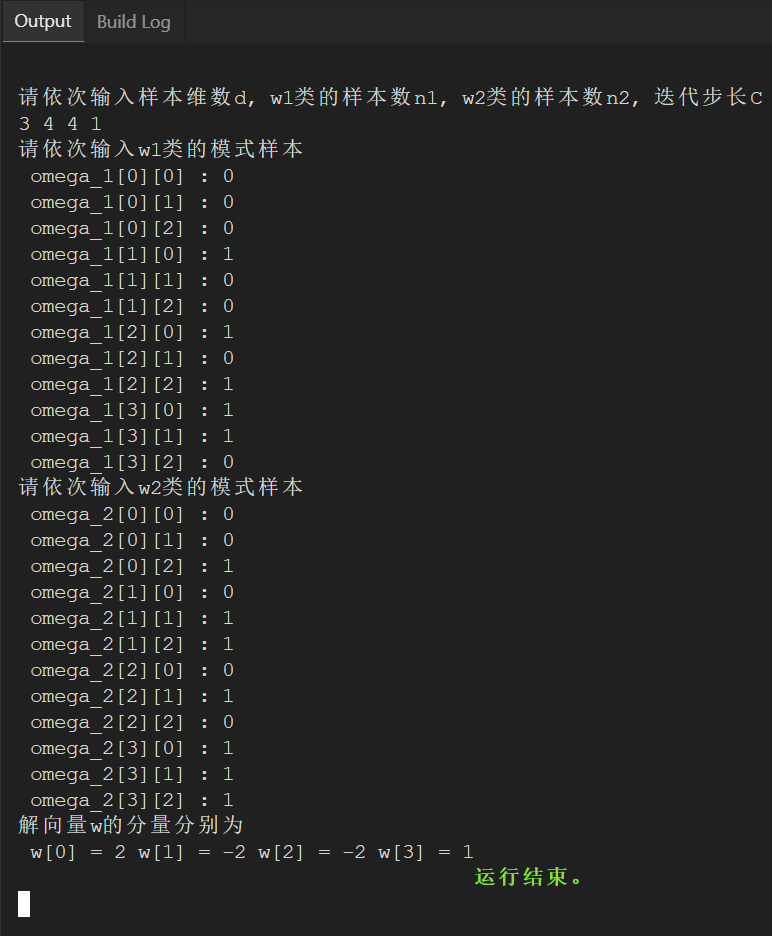 Output Build Log
请依次输入样本维数d, w1类的样本数n1, w2类的样本数n2, 迭代步长C
3 4 4 1
请依次输入w1类的模式样本
omega_1[0][0] : 0
omega_1[0][1] : 0
omega_1[0][2] : 0
omega_1[1][0] : 1
omega_1[1][1] : 0
omega_1[1][2] : 0
omega_1[2][0] : 1
omega_1[2][1] : 0
omega_1[2][2] : 1
omega_1[3][0] : 1
omega_1[3][1] : 1
omega_1[3][2] : 0
请依次输入w2类的模式样本
omega_2[0][0] : 0
omega_2[0][1] : 0
omega_2[0][2] : 1
omega_2[1][0] : 0
omega_2[1][1] : 1
omega_2[1][2] : 1
omega_2[2][0] : 0
omega_2[2][1] : 1
omega_2[2][2] : 0
omega_2[3][0] : 1
omega_2[3][1] : 1
omega_2[3][2] : 1
解向量w的分量分别为
w[0] = 2 w[1] = -2 w[2] = -2 w[3] = 1
运行结束。